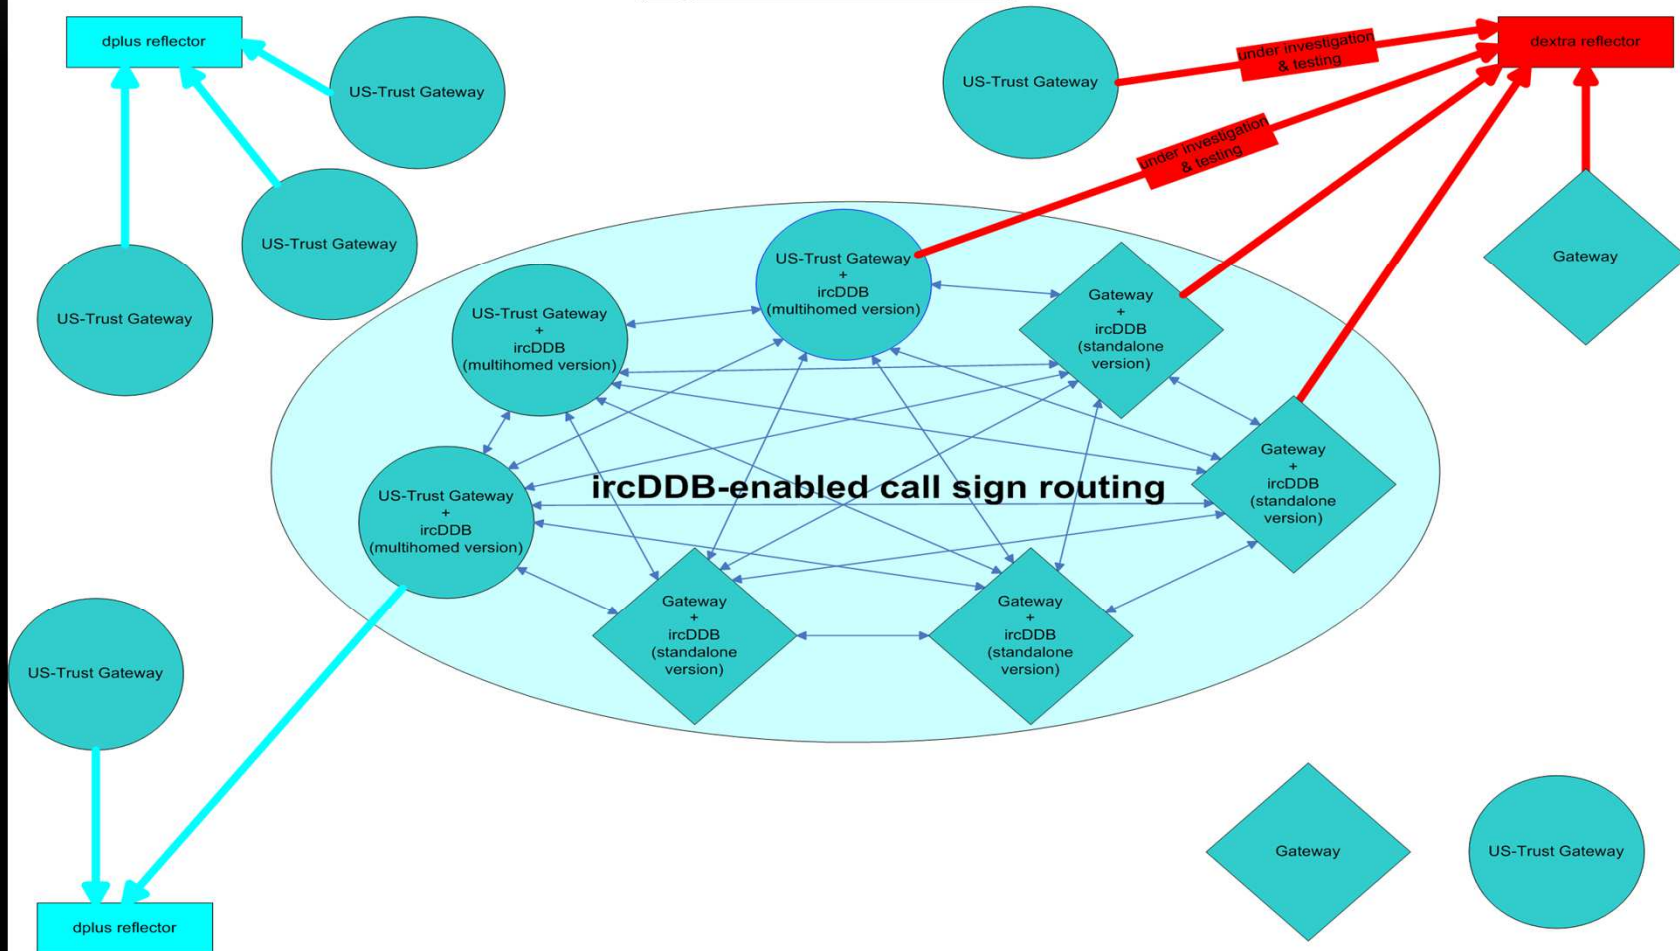 dplus reflector
US-Trust Gateway
US-Trust Gateway
under investigation
& testing
dextra reflector
under investigation
& testing
US-Trust Gateway
US-Trust Gateway
Gateway
US-Trust Gateway
+
ircDDB
(multihomed version)
Gateway
+
ircDDB
(standalone
version)
US-Trust Gateway
+
ircDDB
(multihomed version)
Gateway
+
ircDDB
(standalone
version)
ircDDB-enabled call sign routing
US-Trust Gateway
+
ircDDB
(multihomed version)
Gateway
+
ircDDB
(standalone
version)
Gateway
+
ircDDB
(standalone
version)
US-Trust Gateway
Gateway
US-Trust Gateway
dplus reflector